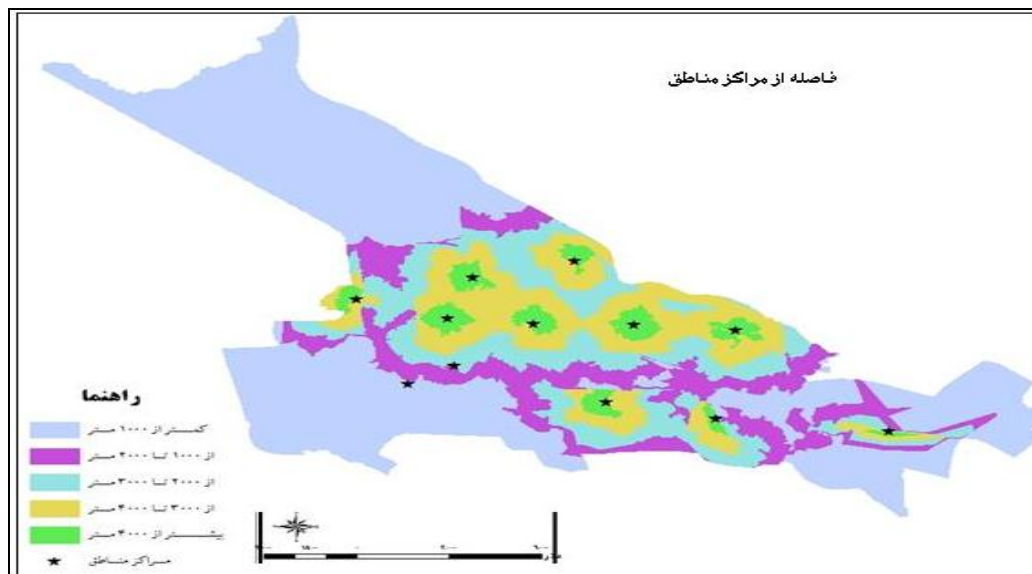 فاصله از مراکز مناطق
راهنما
کمتر از ۱۰۰۰ متر
از ۱۰۰۰ تا ۲۰۰۰ متر
از ۲۰۰۰ تا ۳۰۰۰ متر
از ۳۰۰۰ تا ۴۰۰۰ متر
بیشتر از ۴۰۰۰ متر
مراکز مناطق